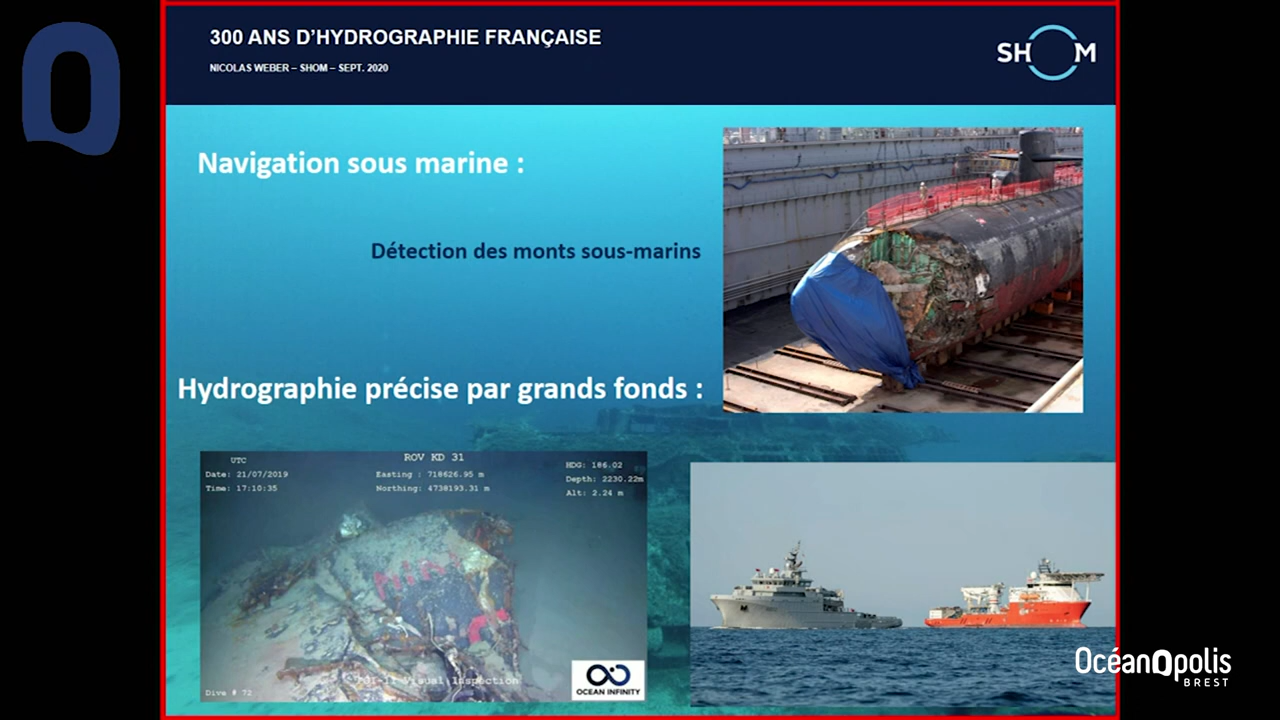 300 ANS D'HYDROGRAPHIE FRANÇAISE
NICOLAS WEBER – SHOM – SEPT. 2020
SHOM
Navigation sous marine :
Détection des monts sous-marins
Hydrographie précise par grands fonds :
UTC
Date: 21/07/2019
Time: 17:10:35
ROV KD 31
Easting : 718626.95 m
Northing: 4738193.31 m
HDG: 186.02
Depth: 2230.22m
Alt: 2.24 m
Visual Inspection
Dive # 72
OCEAN INFINITY
OcéanOpolis
BREST